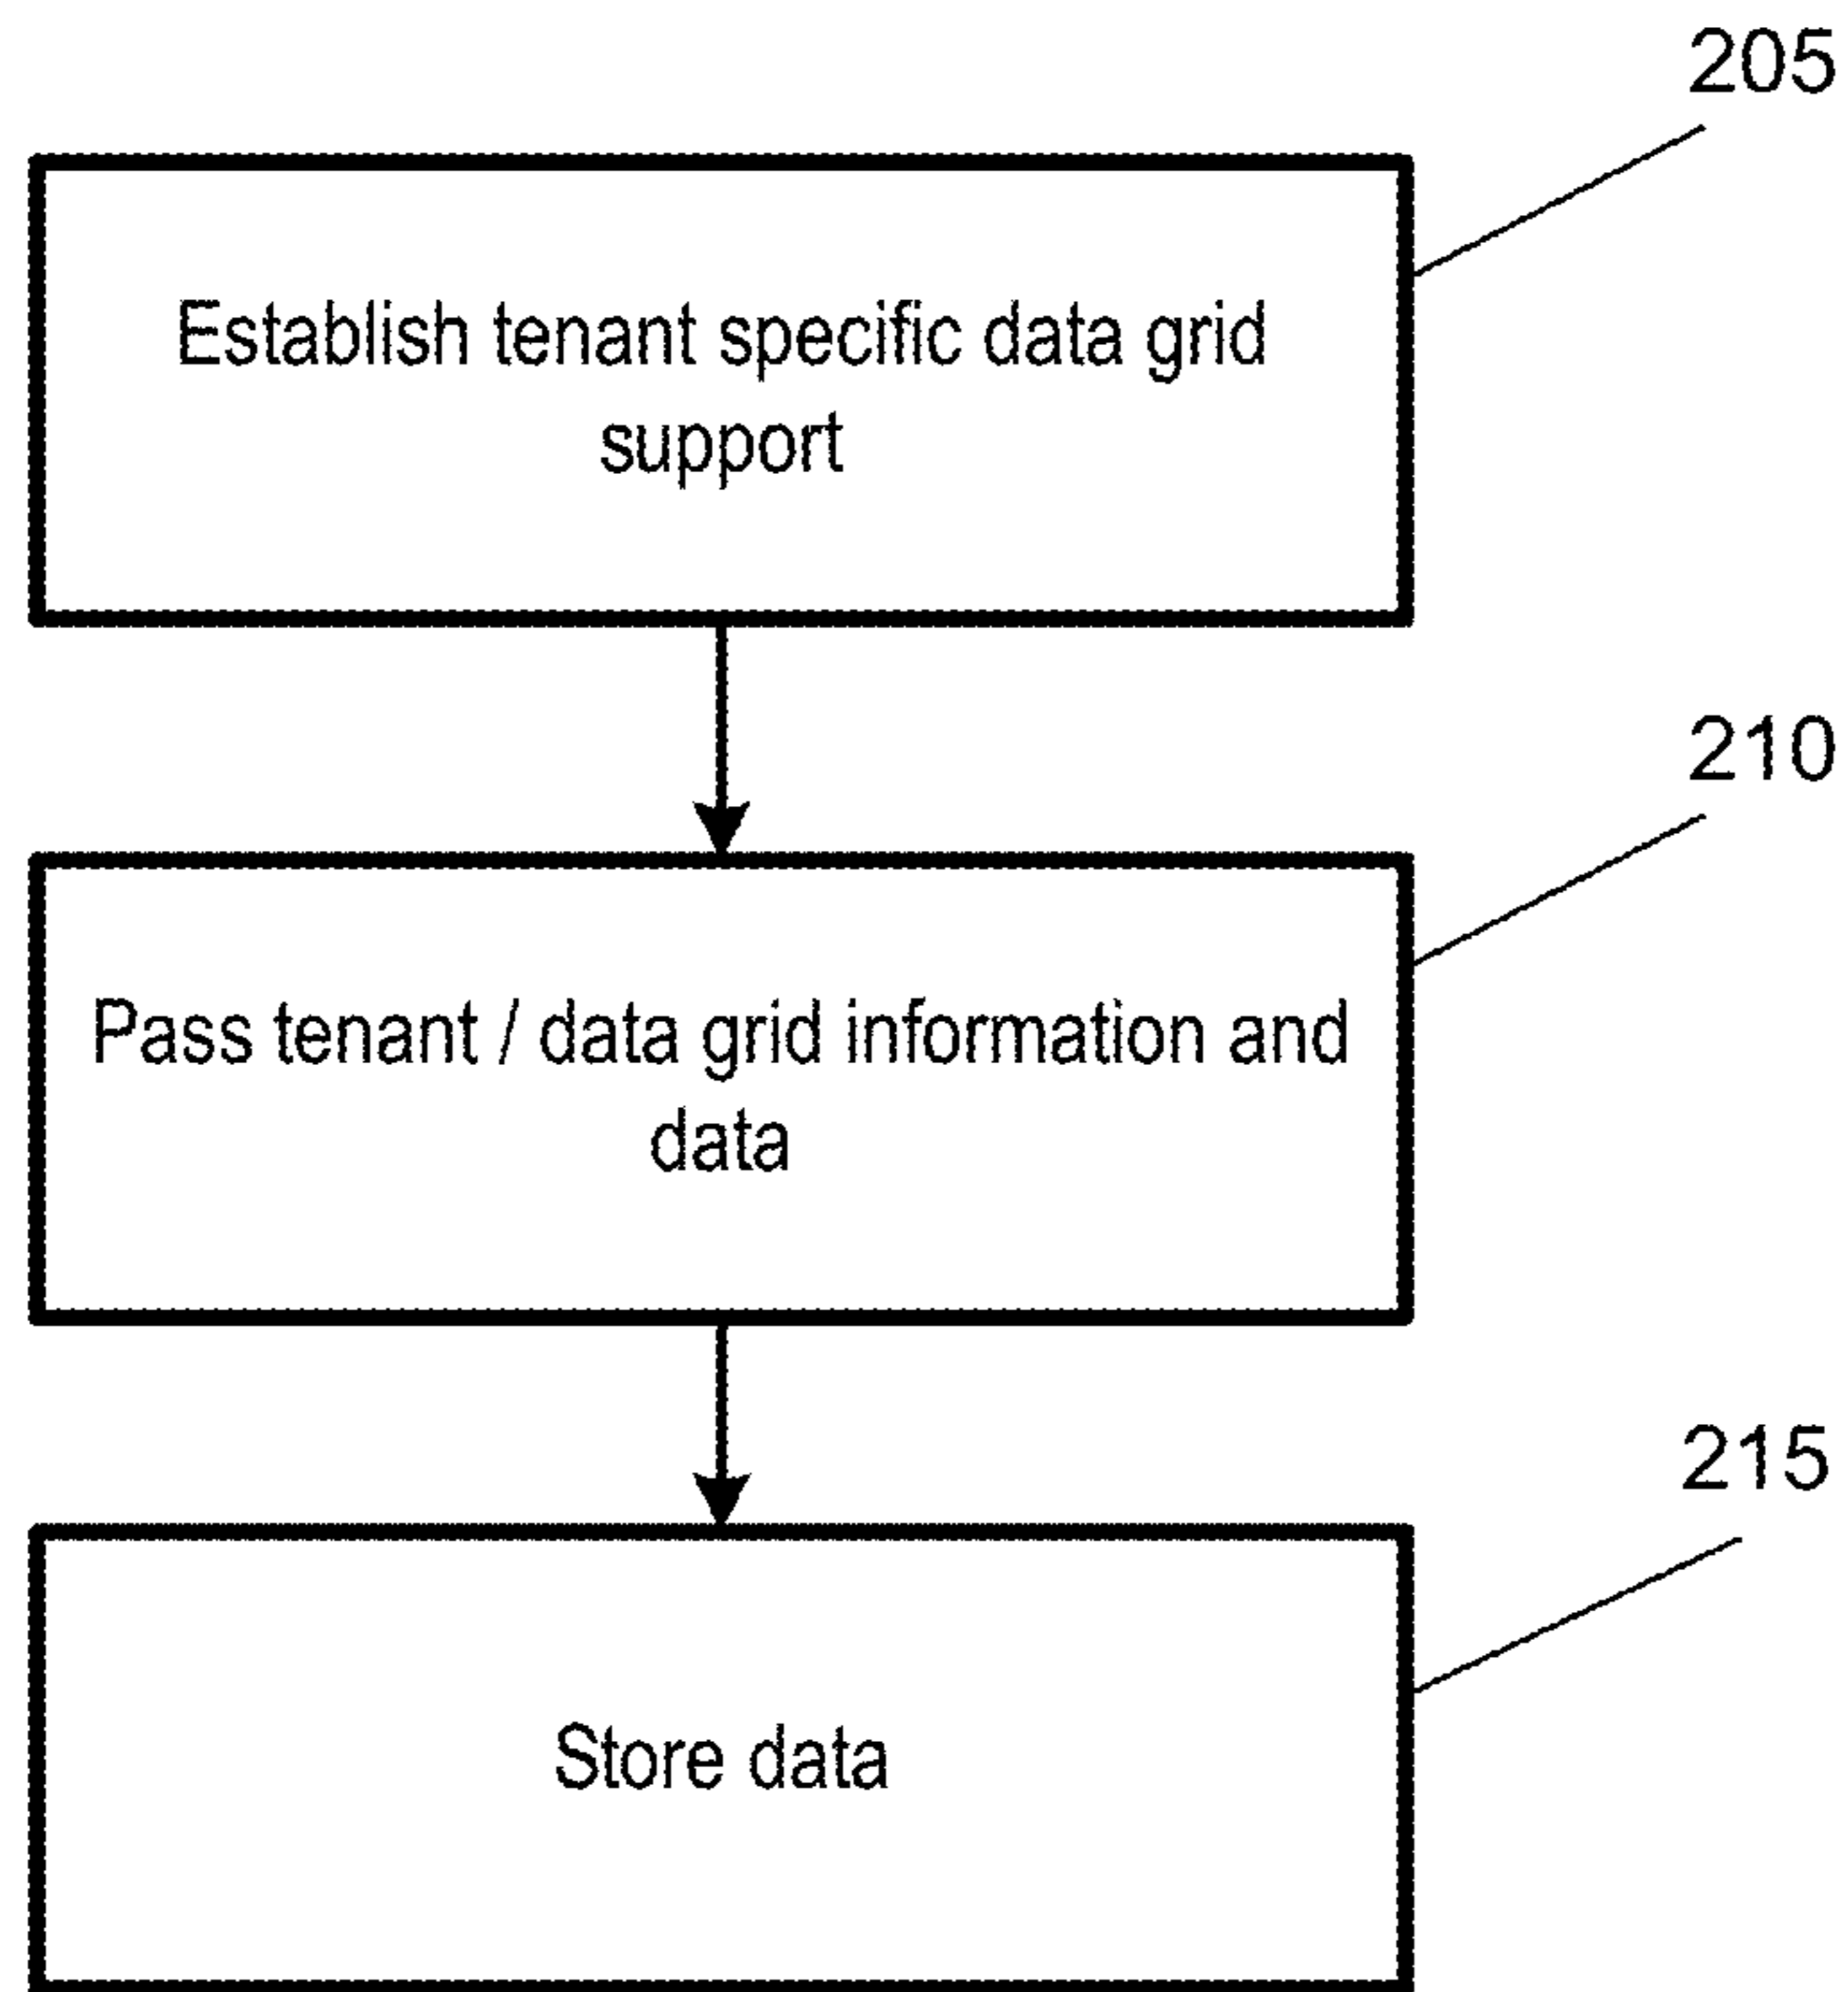 205
Establish tenant specific data grid
support
210
Pass tenant / data grid information and
data
215
Store data